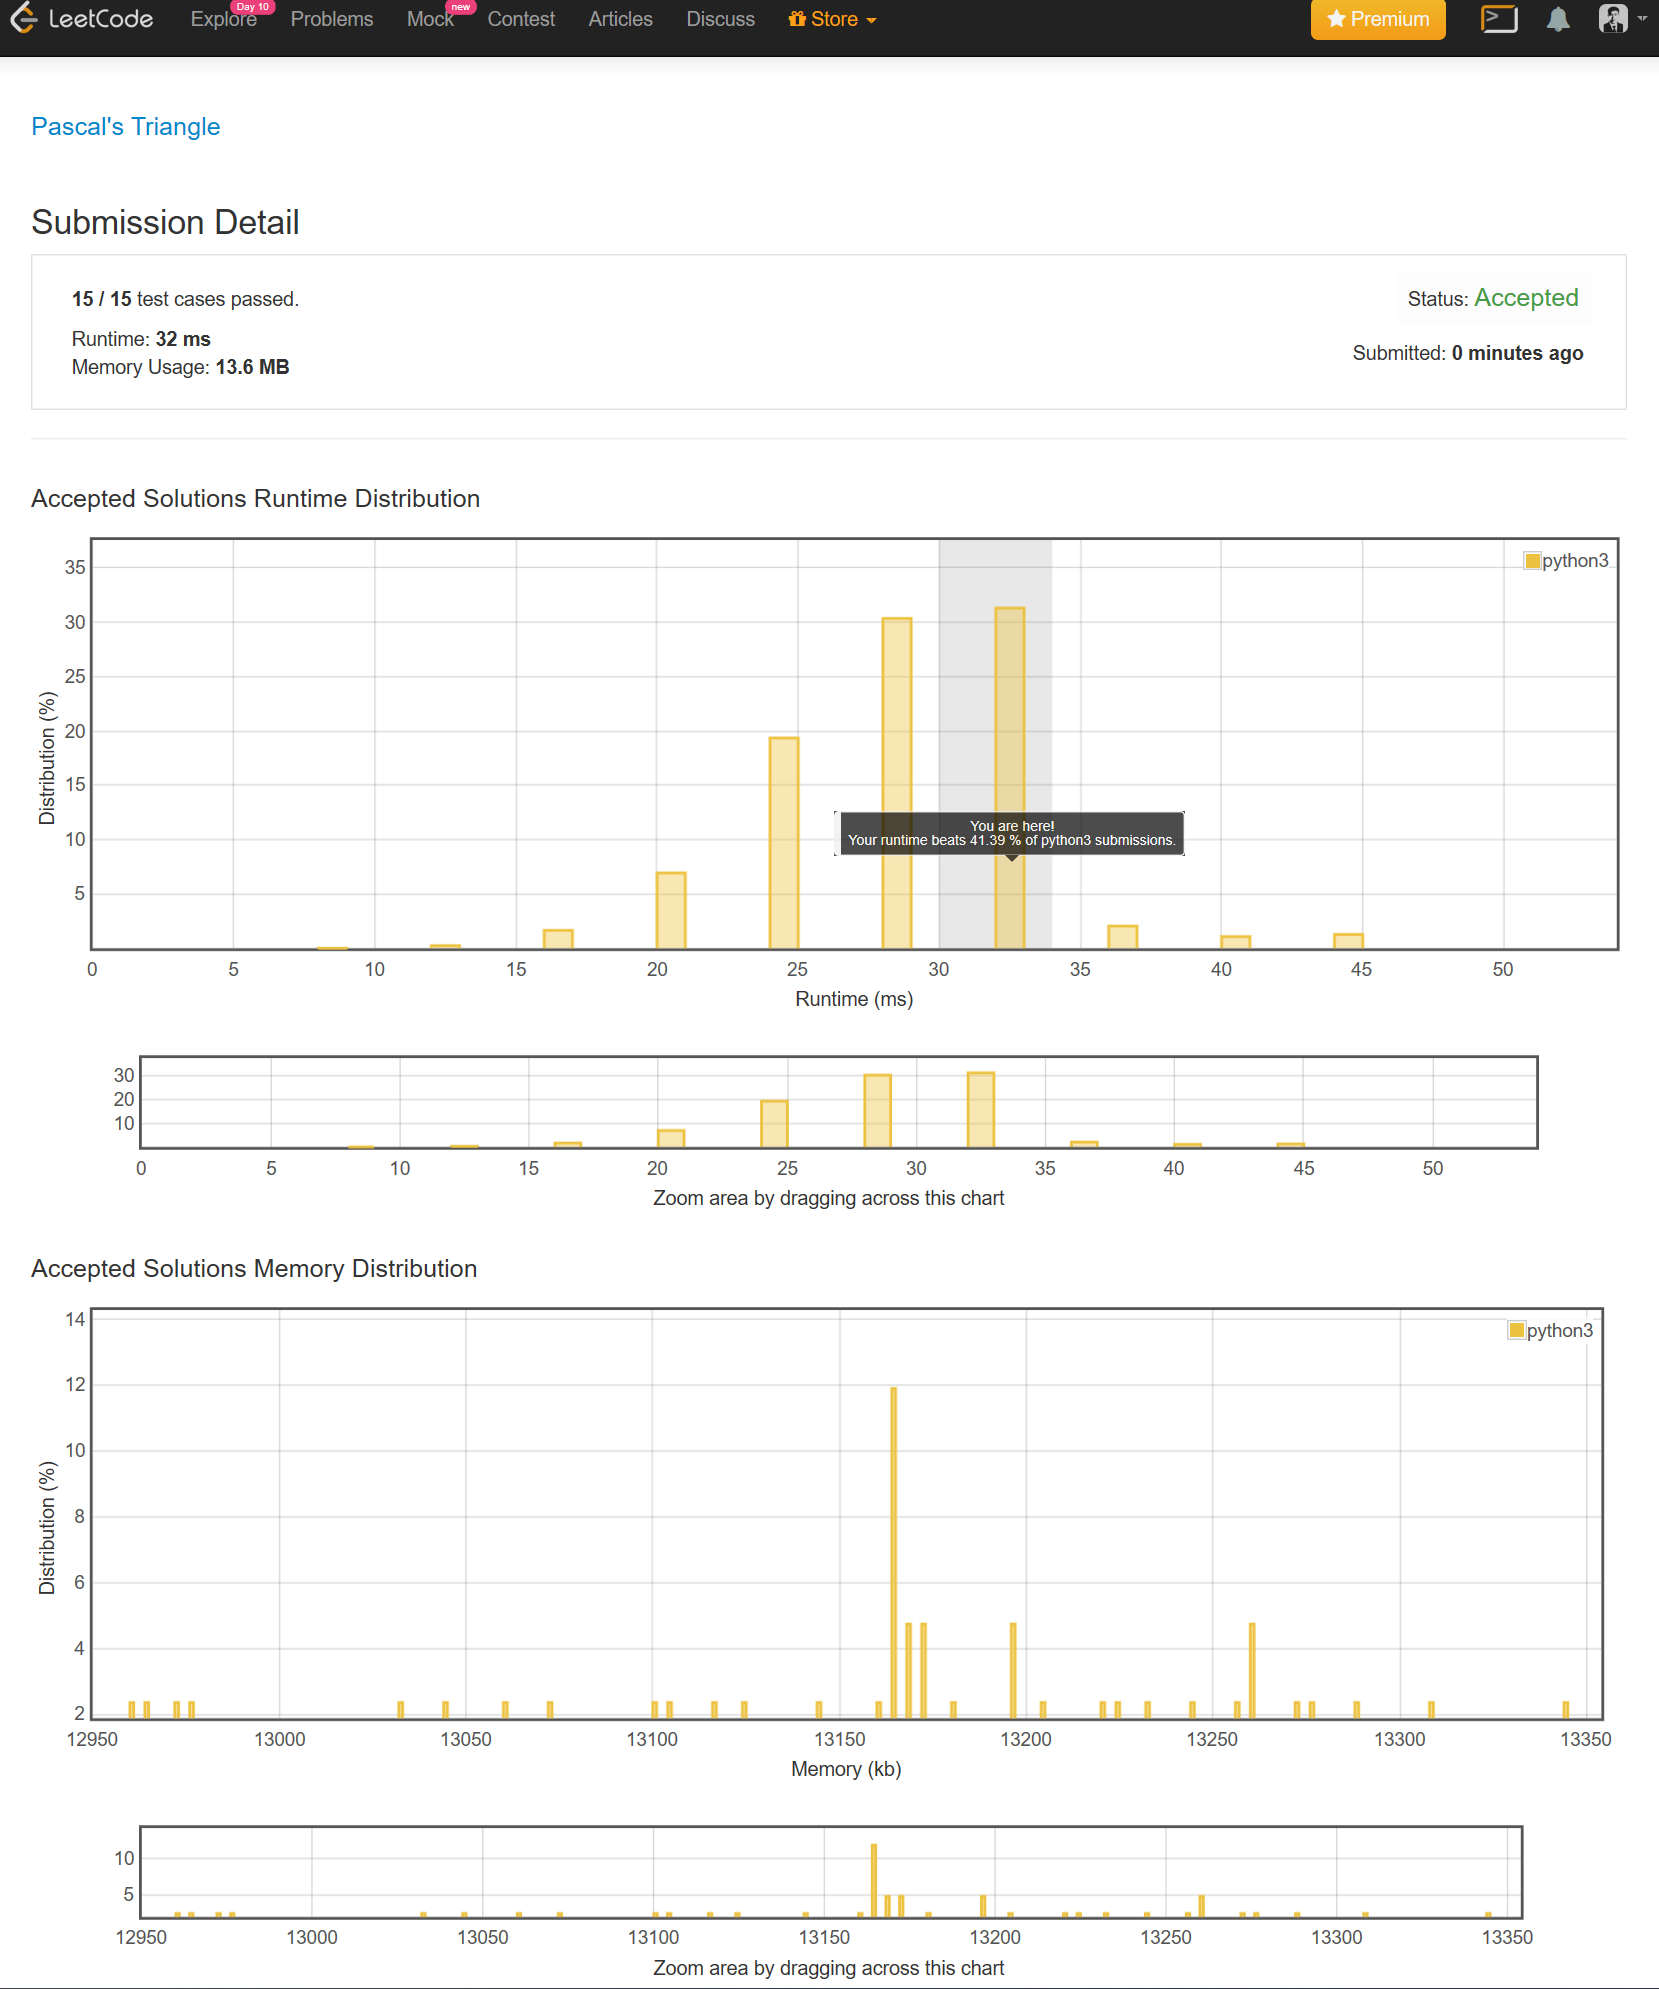 LeetCode Explore Day 10 Problems Mock new Contest Articles Discuss Store Premium
Pascal's Triangle
Submission Detail
15 / 15 test cases passed.
Status: Accepted
Runtime: 32 ms
Submitted: 0 minutes ago
Memory Usage: 13.6 MB
Accepted Solutions Runtime Distribution
python3
Distribution (%)
35
30
25
20
15
10
5
You are here!
Your runtime beats 41.39 % of python3 submissions.
0 5 10 15 20 25 30 35 40 45 50
Runtime (ms)
30
20
10
0 5 10 15 20 25 30 35 40 45 50
Zoom area by dragging across this chart
Accepted Solutions Memory Distribution
python3
Distribution (%)
14
12
10
8
6
4
2
12950 13000 13050 13100 13150 13200 13250 13300 13350
Memory (kb)
10
5
12950 13000 13050 13100 13150 13200 13250 13300 13350
Zoom area by dragging across this chart